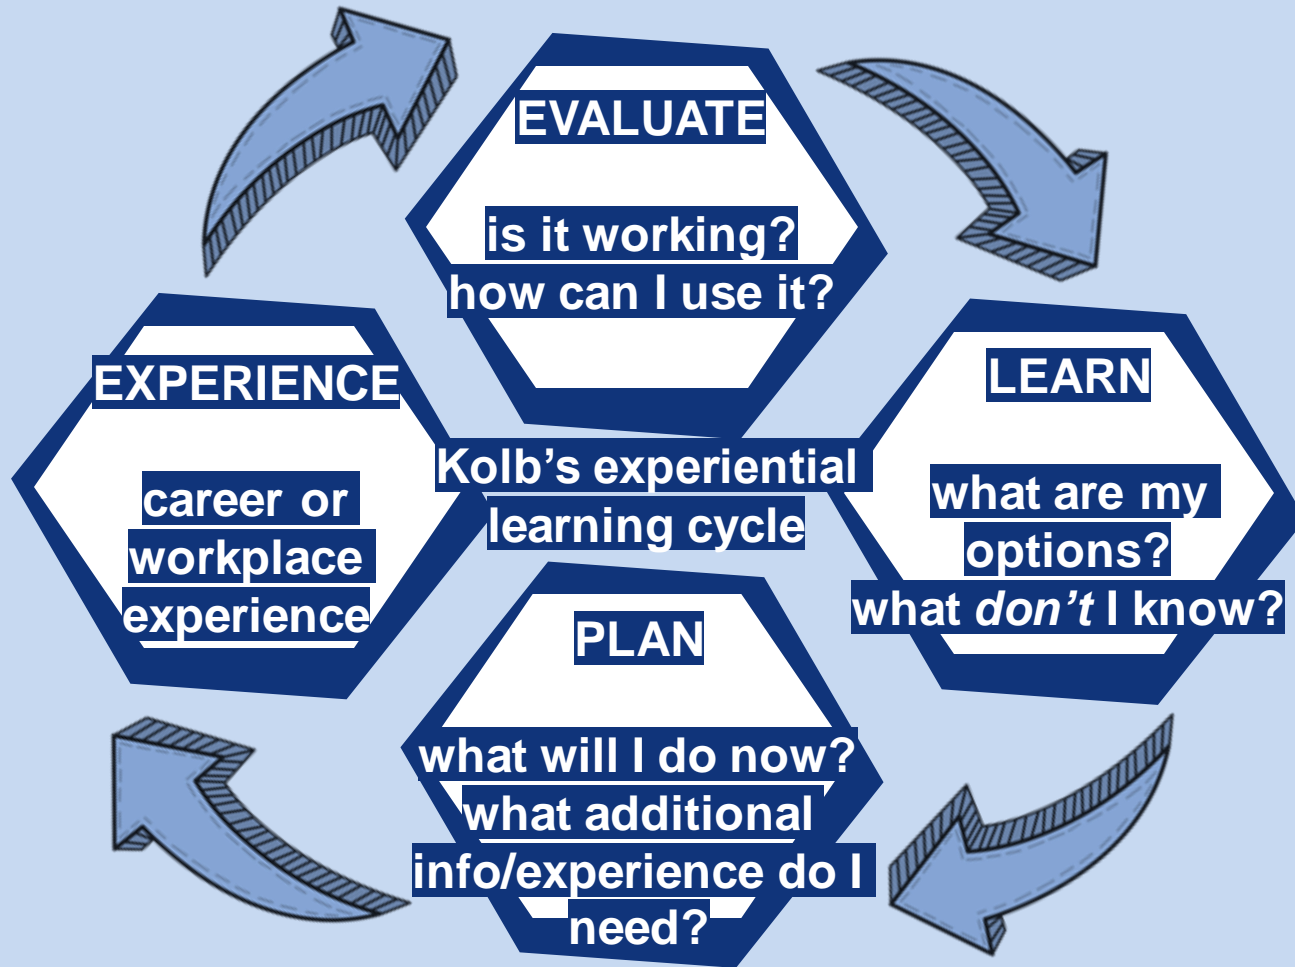 EVALUATE
is it working?
how can I use it?
EXPERIENCE
career or
workplace
experience
Kolb’s experiential
learning cycle
LEARN
what are my
options?
what don’t I know?
PLAN
what will I do now?
what additional
info/experience do I
need?